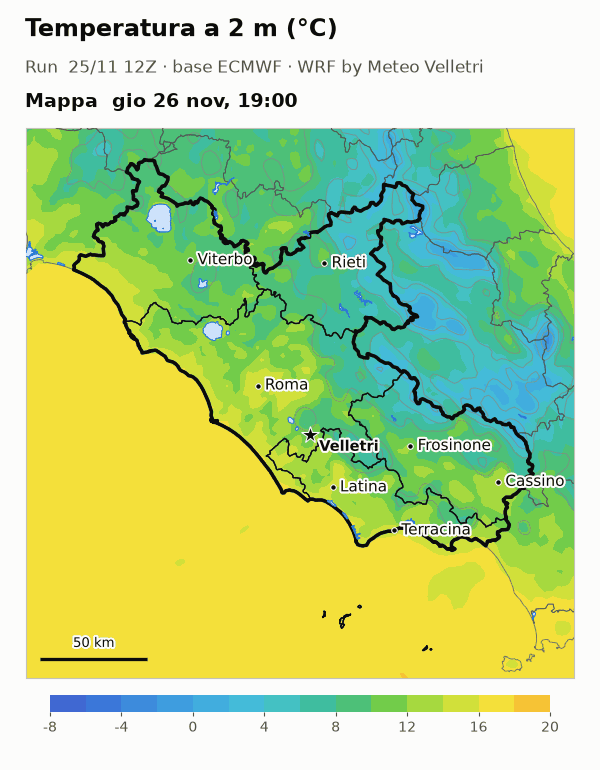 Temperatura a 2 m (°C)
Run  25/11 12Z · base ECMWF · WRF by Meteo Velletri
Mappa  gio 26 nov, 19:00
Viterbo
Rieti
Roma
Velletri
Frosinone
Latina
Cassino
Terracina
50 km
-8 -4 0 4 8 12 16 20